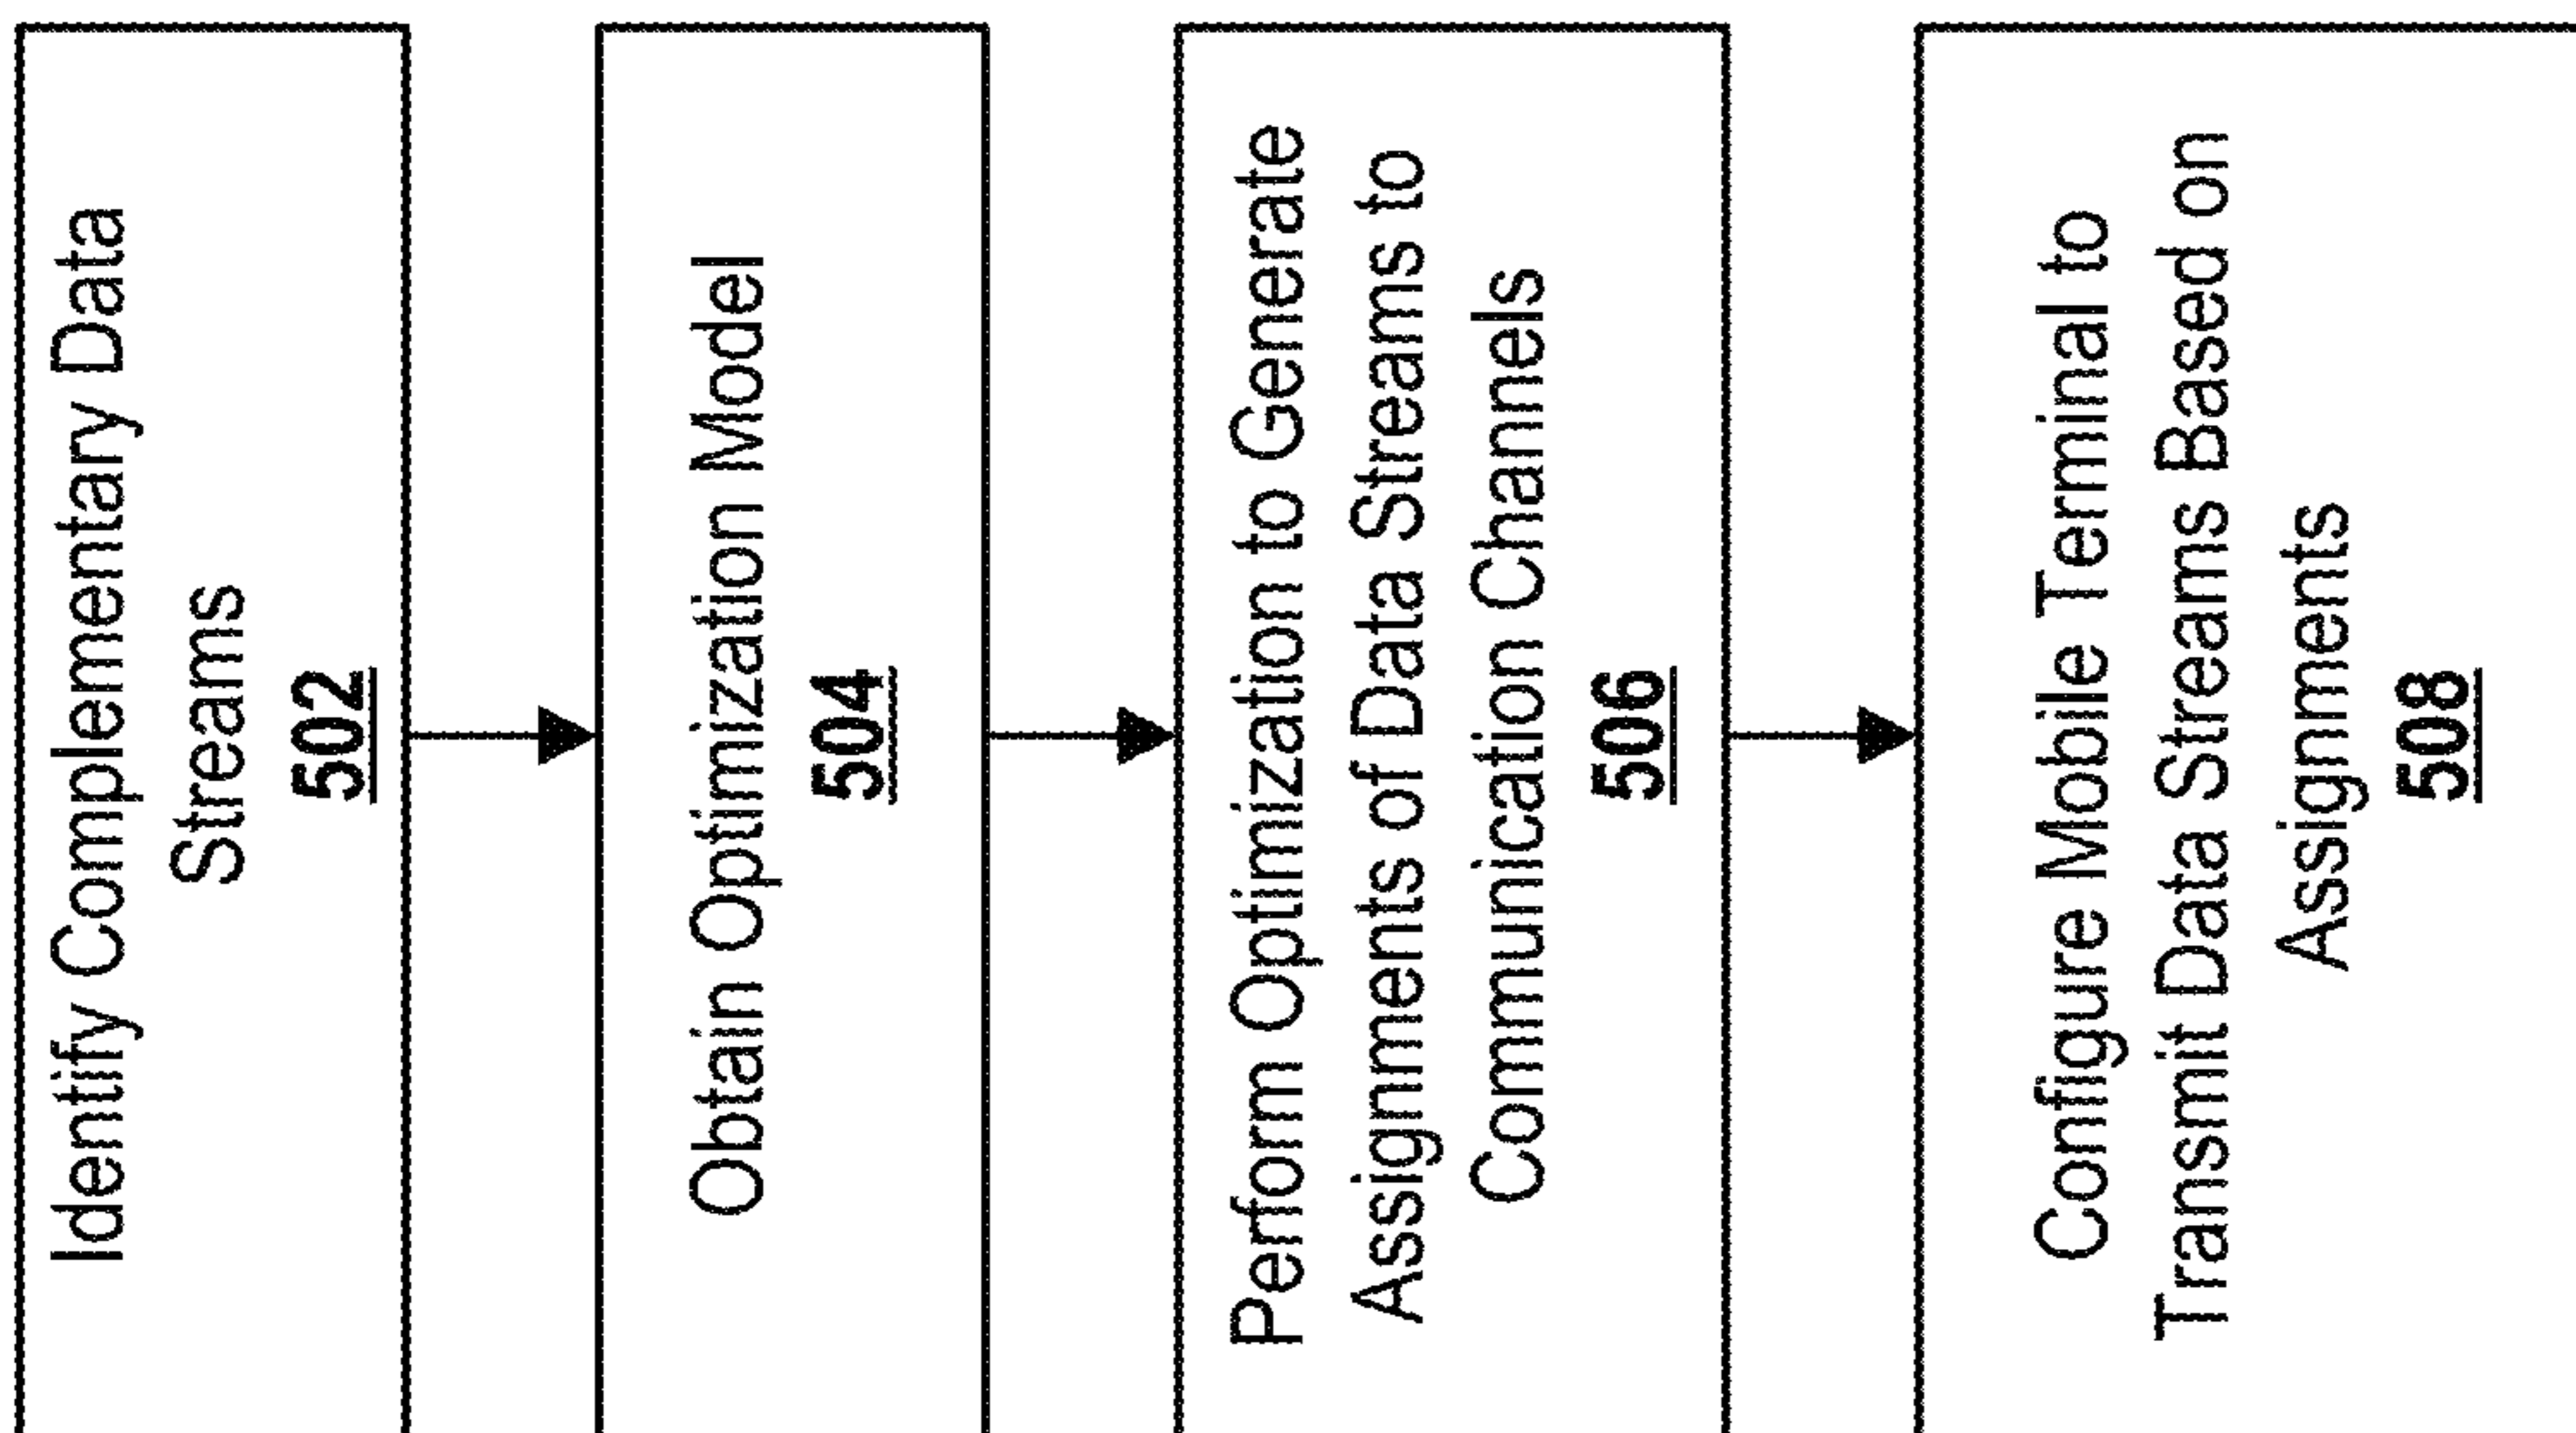 Identify Complementary Data
Streams
502
Obtain Optimization Model
504
Perform Optimization to Generate
Assignments of Data Streams to
Communication Channels
506
Configure Mobile Terminal to
Transmit Data Streams Based on
Assignments
508